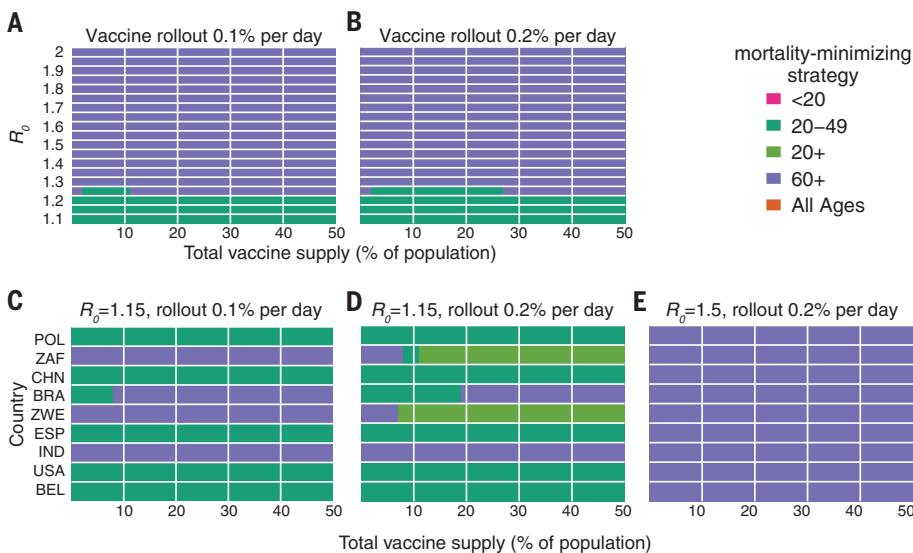 A
Vaccine rollout 0.1% per day
B
Vaccine rollout 0.2% per day
mortality-minimizing
strategy
<20
20–49
20+
60+
All Ages
R0
2
1.9
1.8
1.7
1.6
1.5
1.4
1.3
1.2
1.1
10 20 30 40 50
10 20 30 40 50
Total vaccine supply (% of population)
C
R0=1.15, rollout 0.1% per day
D
R0=1.15, rollout 0.2% per day
E
R0=1.5, rollout 0.2% per day
Country
POL
ZAF
CHN
BRA
ZWE
ESP
IND
USA
BEL
10 20 30 40 50
10 20 30 40 50
10 20 30 40 50
Total vaccine supply (% of population)